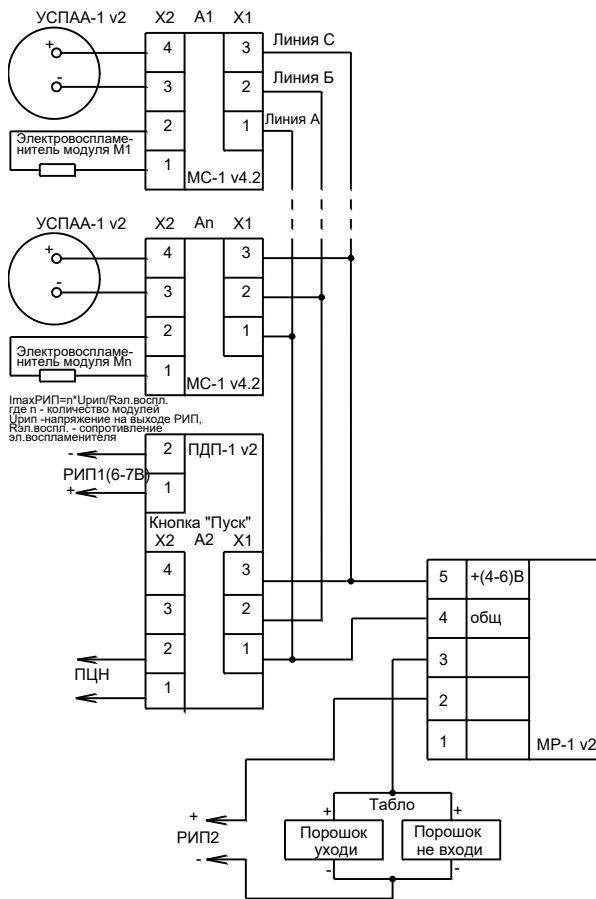 УСПАА-1 v2
X2 A1 X1
+
-
4
3
2
1
3
2
1
Линия С
Линия Б
Линия А
Электровоспламе-
нитель модуля М1
МС-1 v4.2
УСПАА-1 v2
X2 An X1
+
-
4
3
2
1
3
2
1
Электровоспламе-
нитель модуля Мn
МС-1 v4.2
ImaxРИП=n*Uрип/Rэл.воспл.
где n - количество модулей
Uрип -напряжение на выходе РИП,
Rэл.воспл. - сопротивление
эл.воспламенителя
-
РИП1(6-7В)
+
2
1
ПДП-1 v2
Кнопка "Пуск"
X2 A2 X1
4
3
2
1
3
2
1
ПЦН
5 +(4-6)В
4 общ
3
2
1
МР-1 v2
+
РИП2
-
Табло
+ +
Порошок
уходи
Порошок
не входи
- -